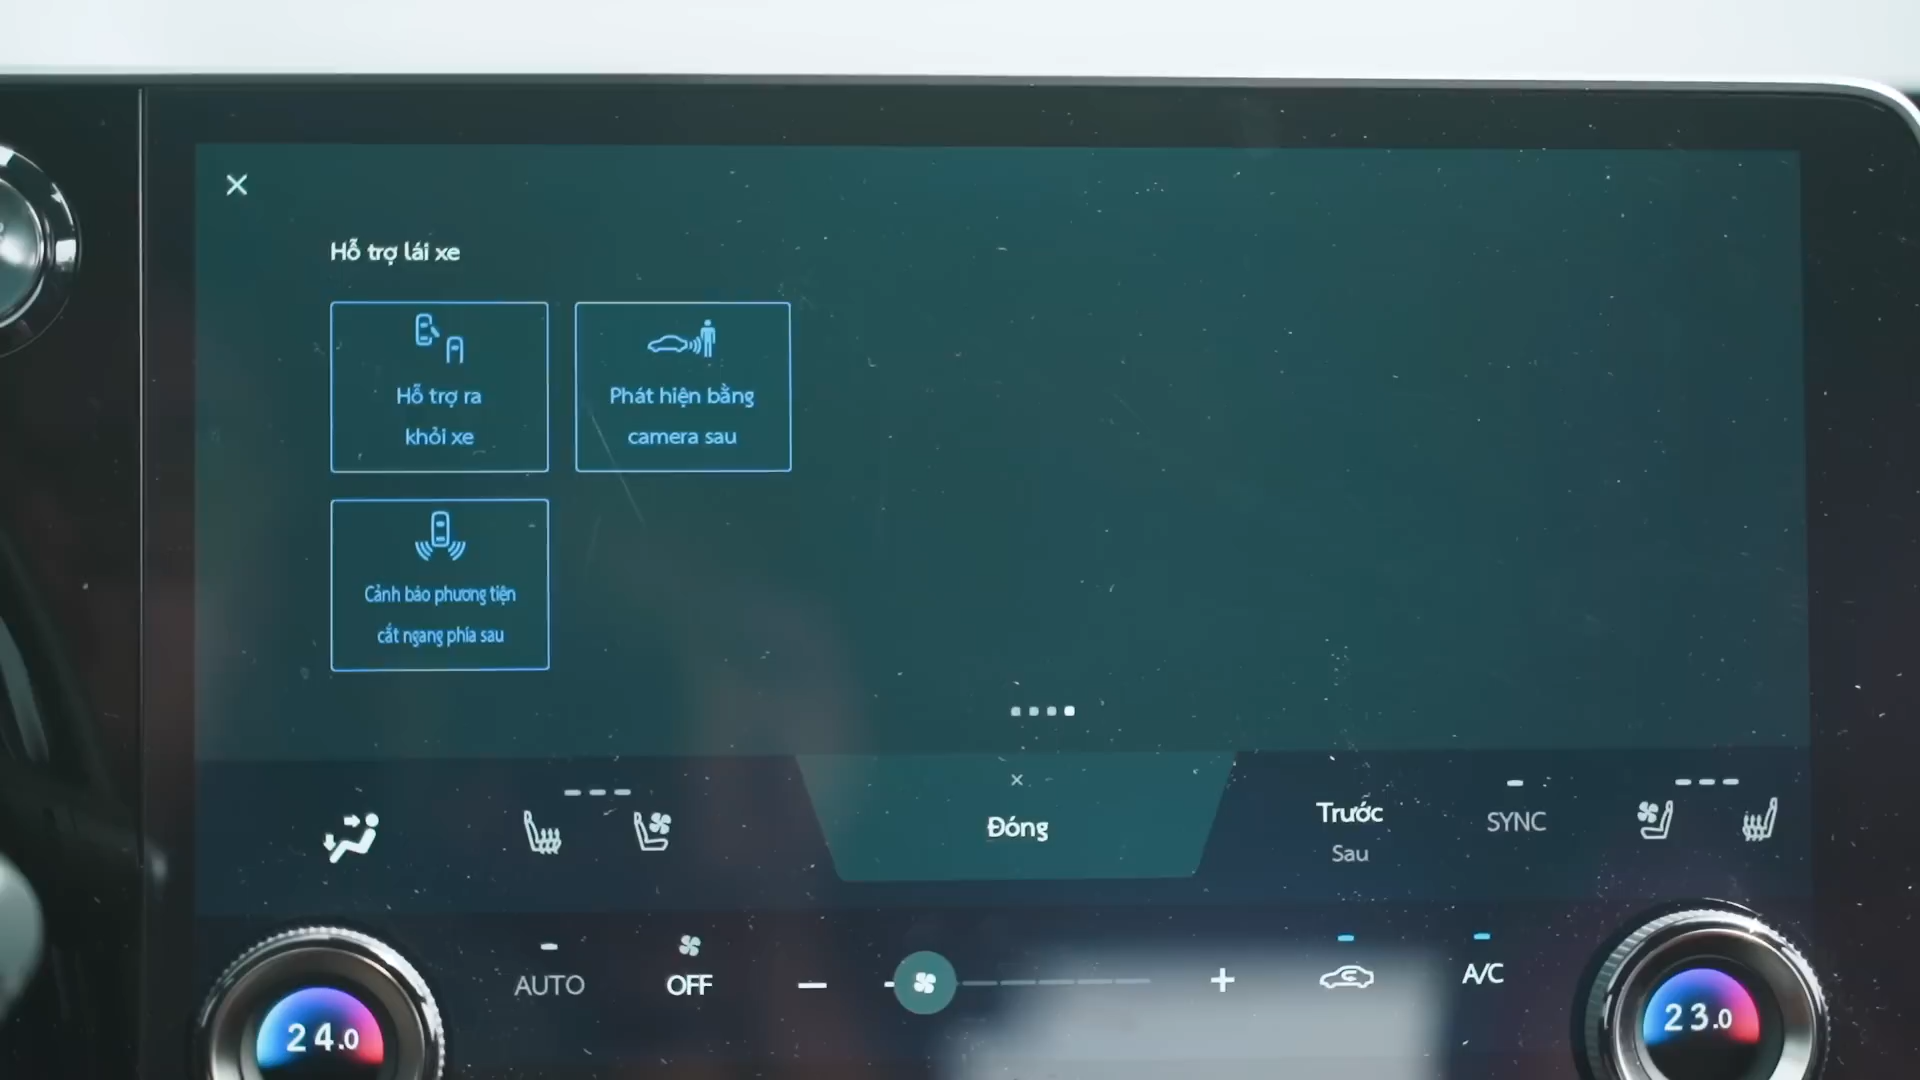 Hỗ trợ lái xe
Hỗ trợ ra
khỏi xe
Phát hiện bằng
camera sau
Cảnh báo phương tiện
cắt ngang phía sau
Đóng
Trước
Sau
SYNC
AUTO
OFF
A/C
24.0
23.0